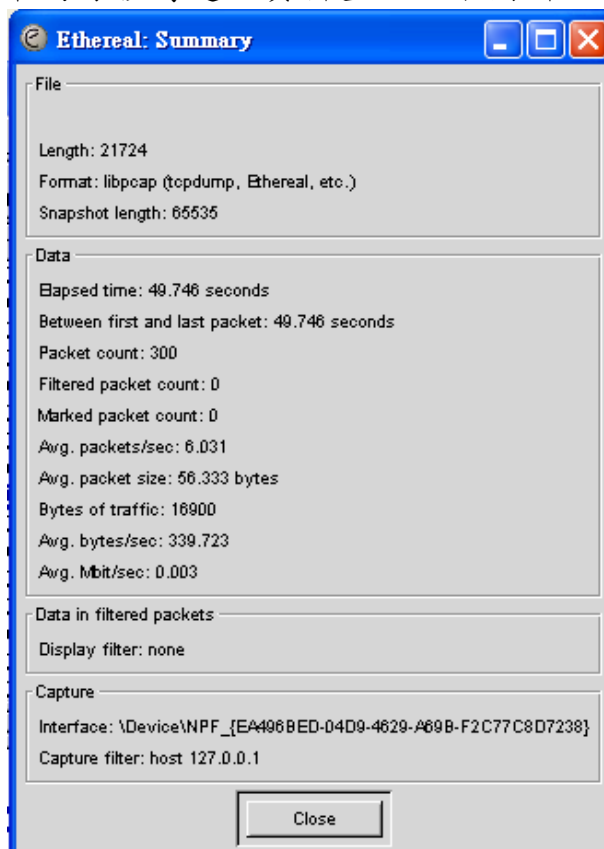 Ethereal: Summary
File
Length: 21724
Format: libpcap (tcpdump, Ethereal, etc.)
Snapshot length: 65535
Data
Elapsed time: 49.746 seconds
Between first and last packet: 49.746 seconds
Packet count: 300
Filtered packet count: 0
Marked packet count: 0
Avg. packets/sec: 6.031
Avg. packet size: 56.333 bytes
Bytes of traffic: 16900
Avg. bytes/sec: 339.723
Avg. Mbit/sec: 0.003
Data in filtered packets
Display filter: none
Capture
Interface: \Device\NPF_{EA496BED-04D9-4629-A69B-F2C77C8D7238}
Capture filter: host 127.0.0.1
Close